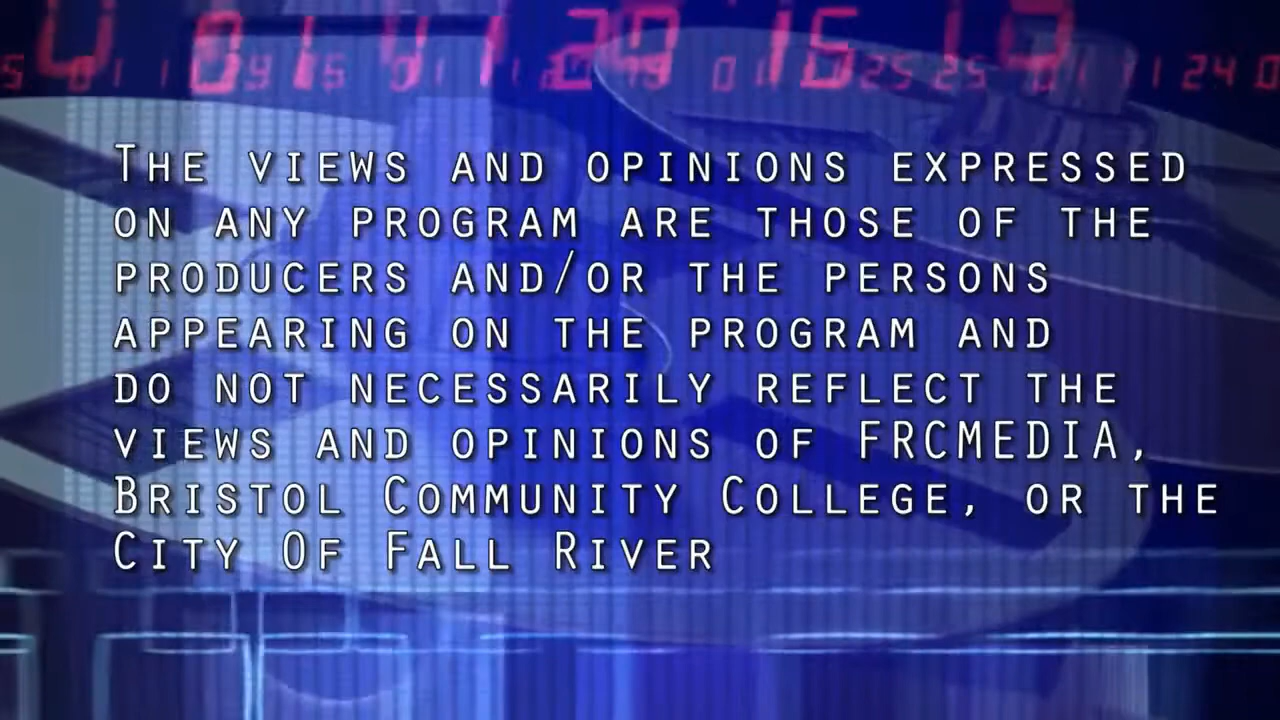 The views and opinions expressed
on any program are those of the
producers and/or the persons
appearing on the program and
do not necessarily reflect the
views and opinions of FRCMEDIA,
Bristol Community College, or the
City Of Fall River